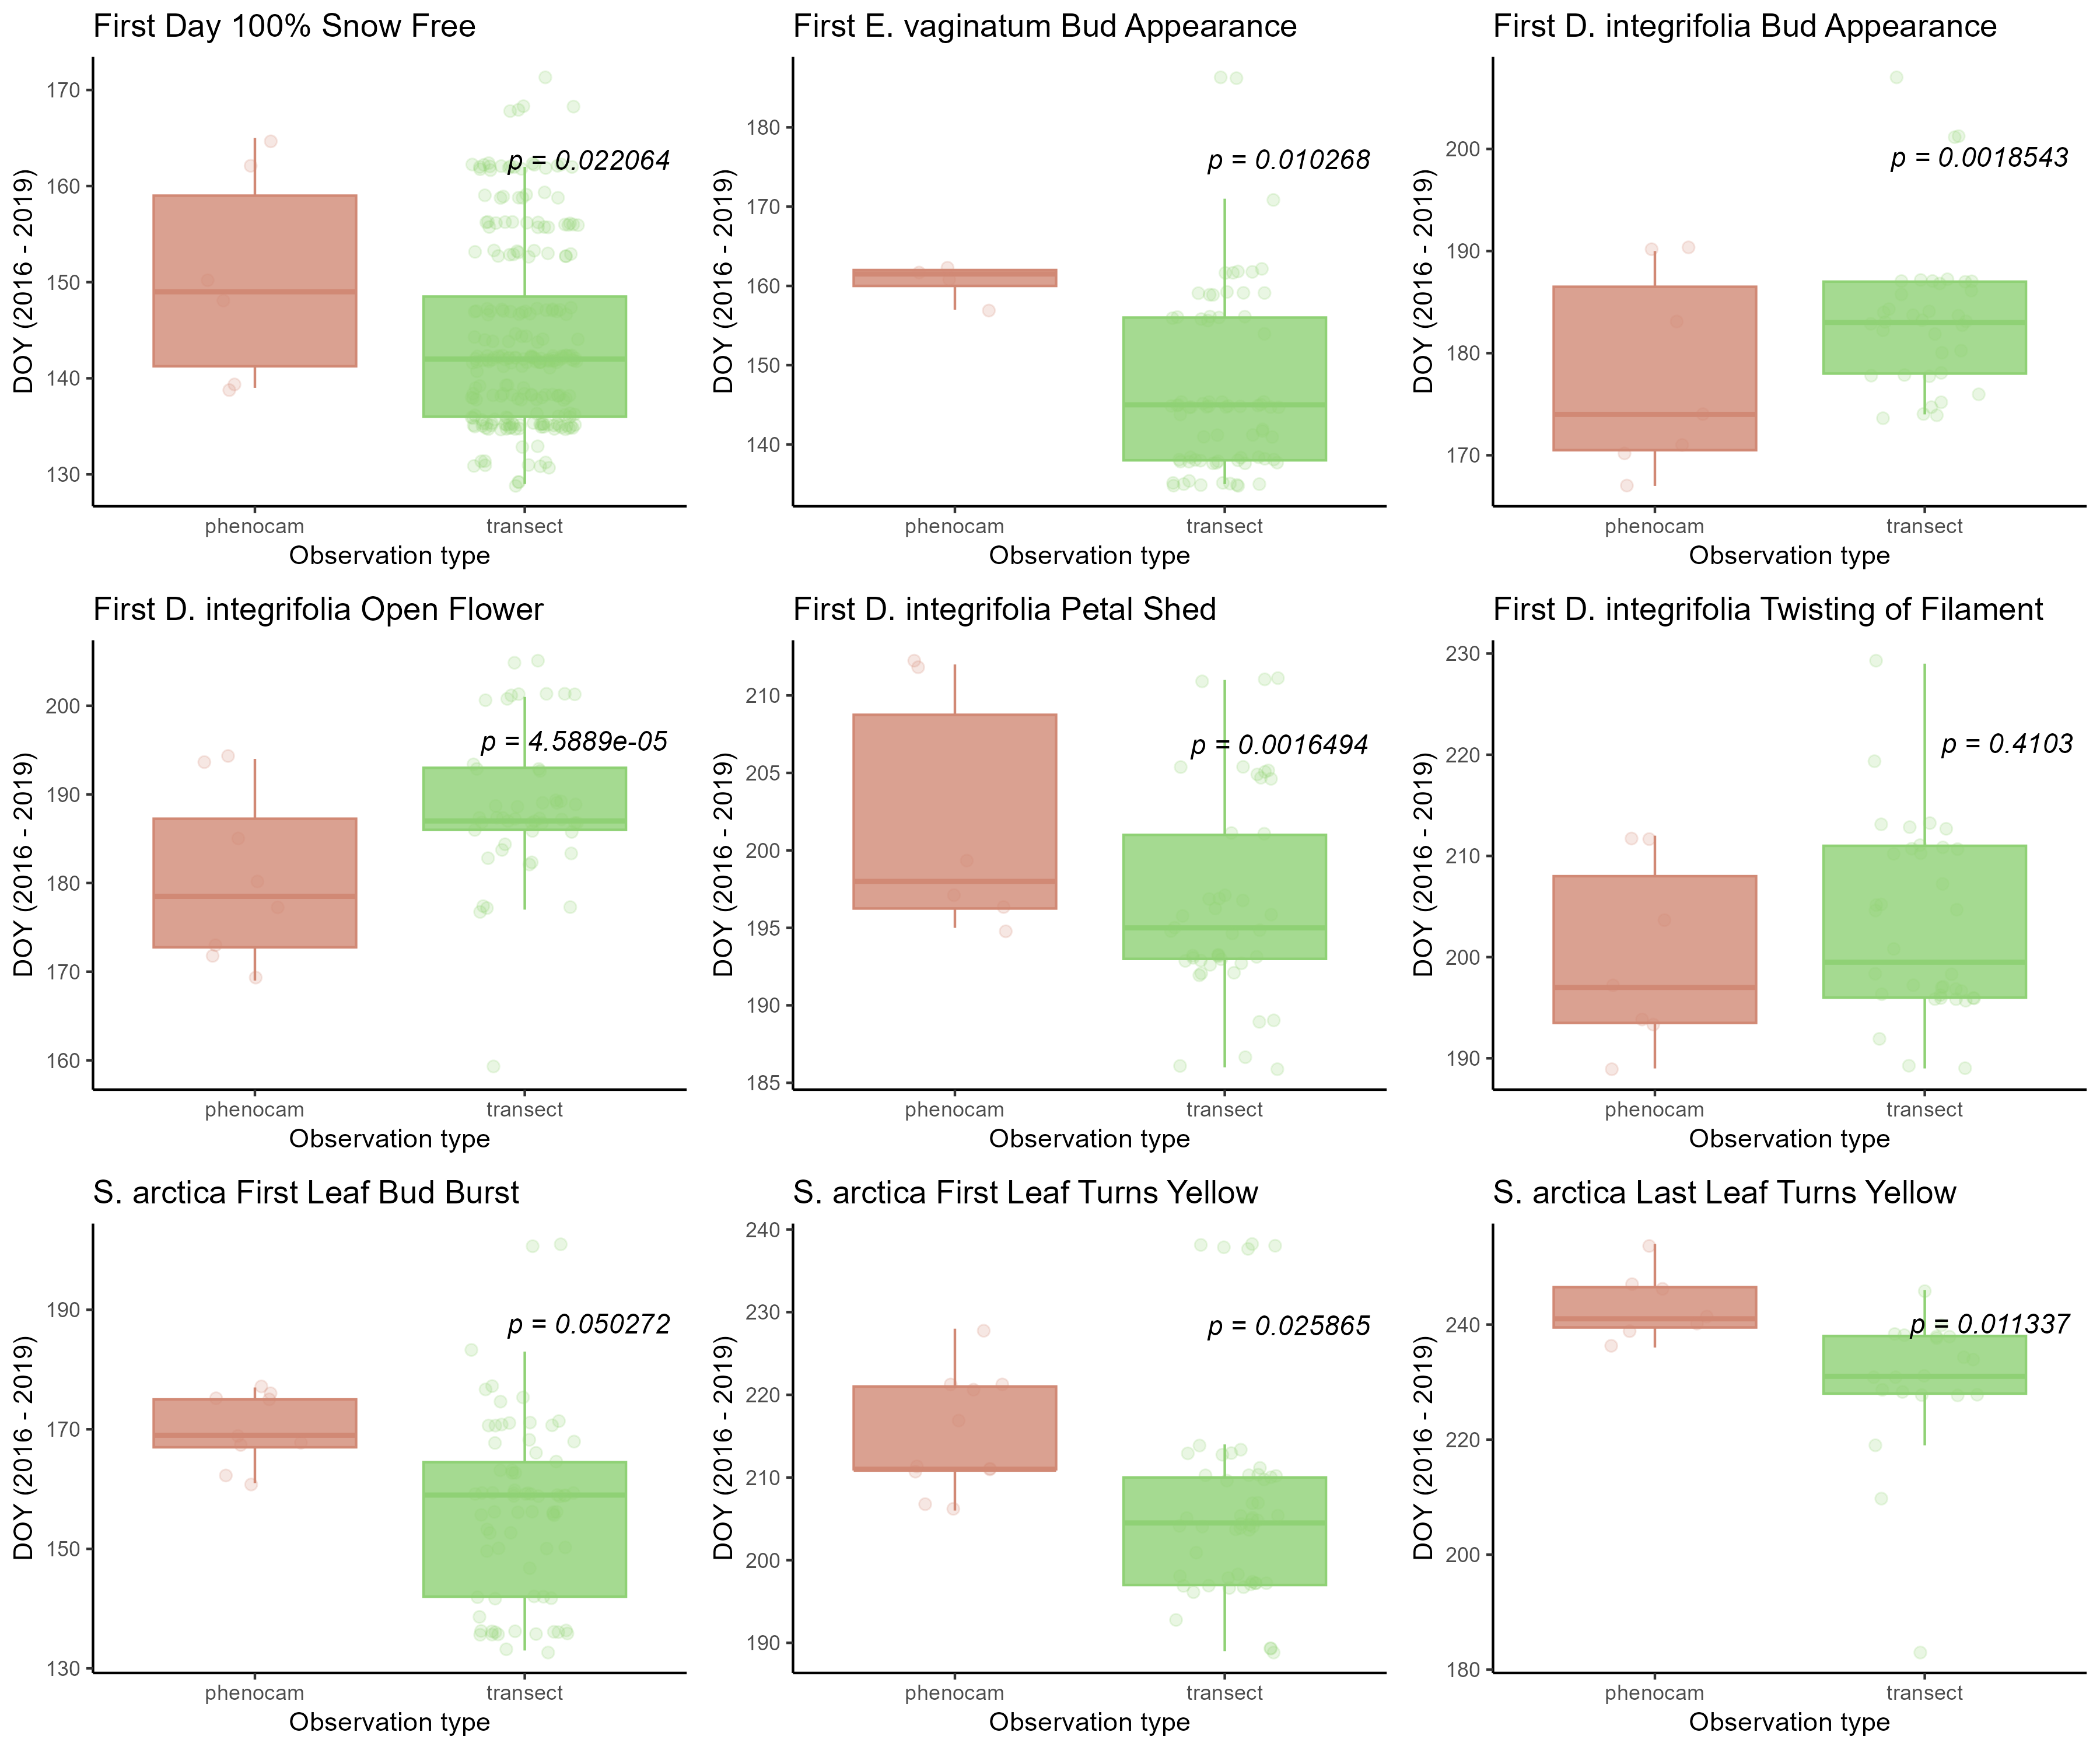 First Day 100% Snow Free
170
160
150
140
130
DOY (2016 - 2019)
p = 0.022064
phenocam
transect
Observation type
First E. vaginatum Bud Appearance
180
170
160
150
140
DOY (2016 - 2019)
p = 0.010268
phenocam
transect
Observation type
First D. integrifolia Bud Appearance
200
190
180
170
DOY (2016 - 2019)
p = 0.0018543
phenocam
transect
Observation type
First D. integrifolia Open Flower
200
190
180
170
160
DOY (2016 - 2019)
p = 4.5889e-05
phenocam
transect
Observation type
First D. integrifolia Petal Shed
210
205
200
195
190
185
DOY (2016 - 2019)
p = 0.0016494
phenocam
transect
Observation type
First D. integrifolia Twisting of Filament
230
220
210
200
190
DOY (2016 - 2019)
p = 0.4103
phenocam
transect
Observation type
S. arctica First Leaf Bud Burst
190
170
150
130
DOY (2016 - 2019)
p = 0.050272
phenocam
transect
Observation type
S. arctica First Leaf Turns Yellow
240
230
220
210
200
190
DOY (2016 - 2019)
p = 0.025865
phenocam
transect
Observation type
S. arctica Last Leaf Turns Yellow
240
220
200
180
DOY (2016 - 2019)
p = 0.011337
phenocam
transect
Observation type